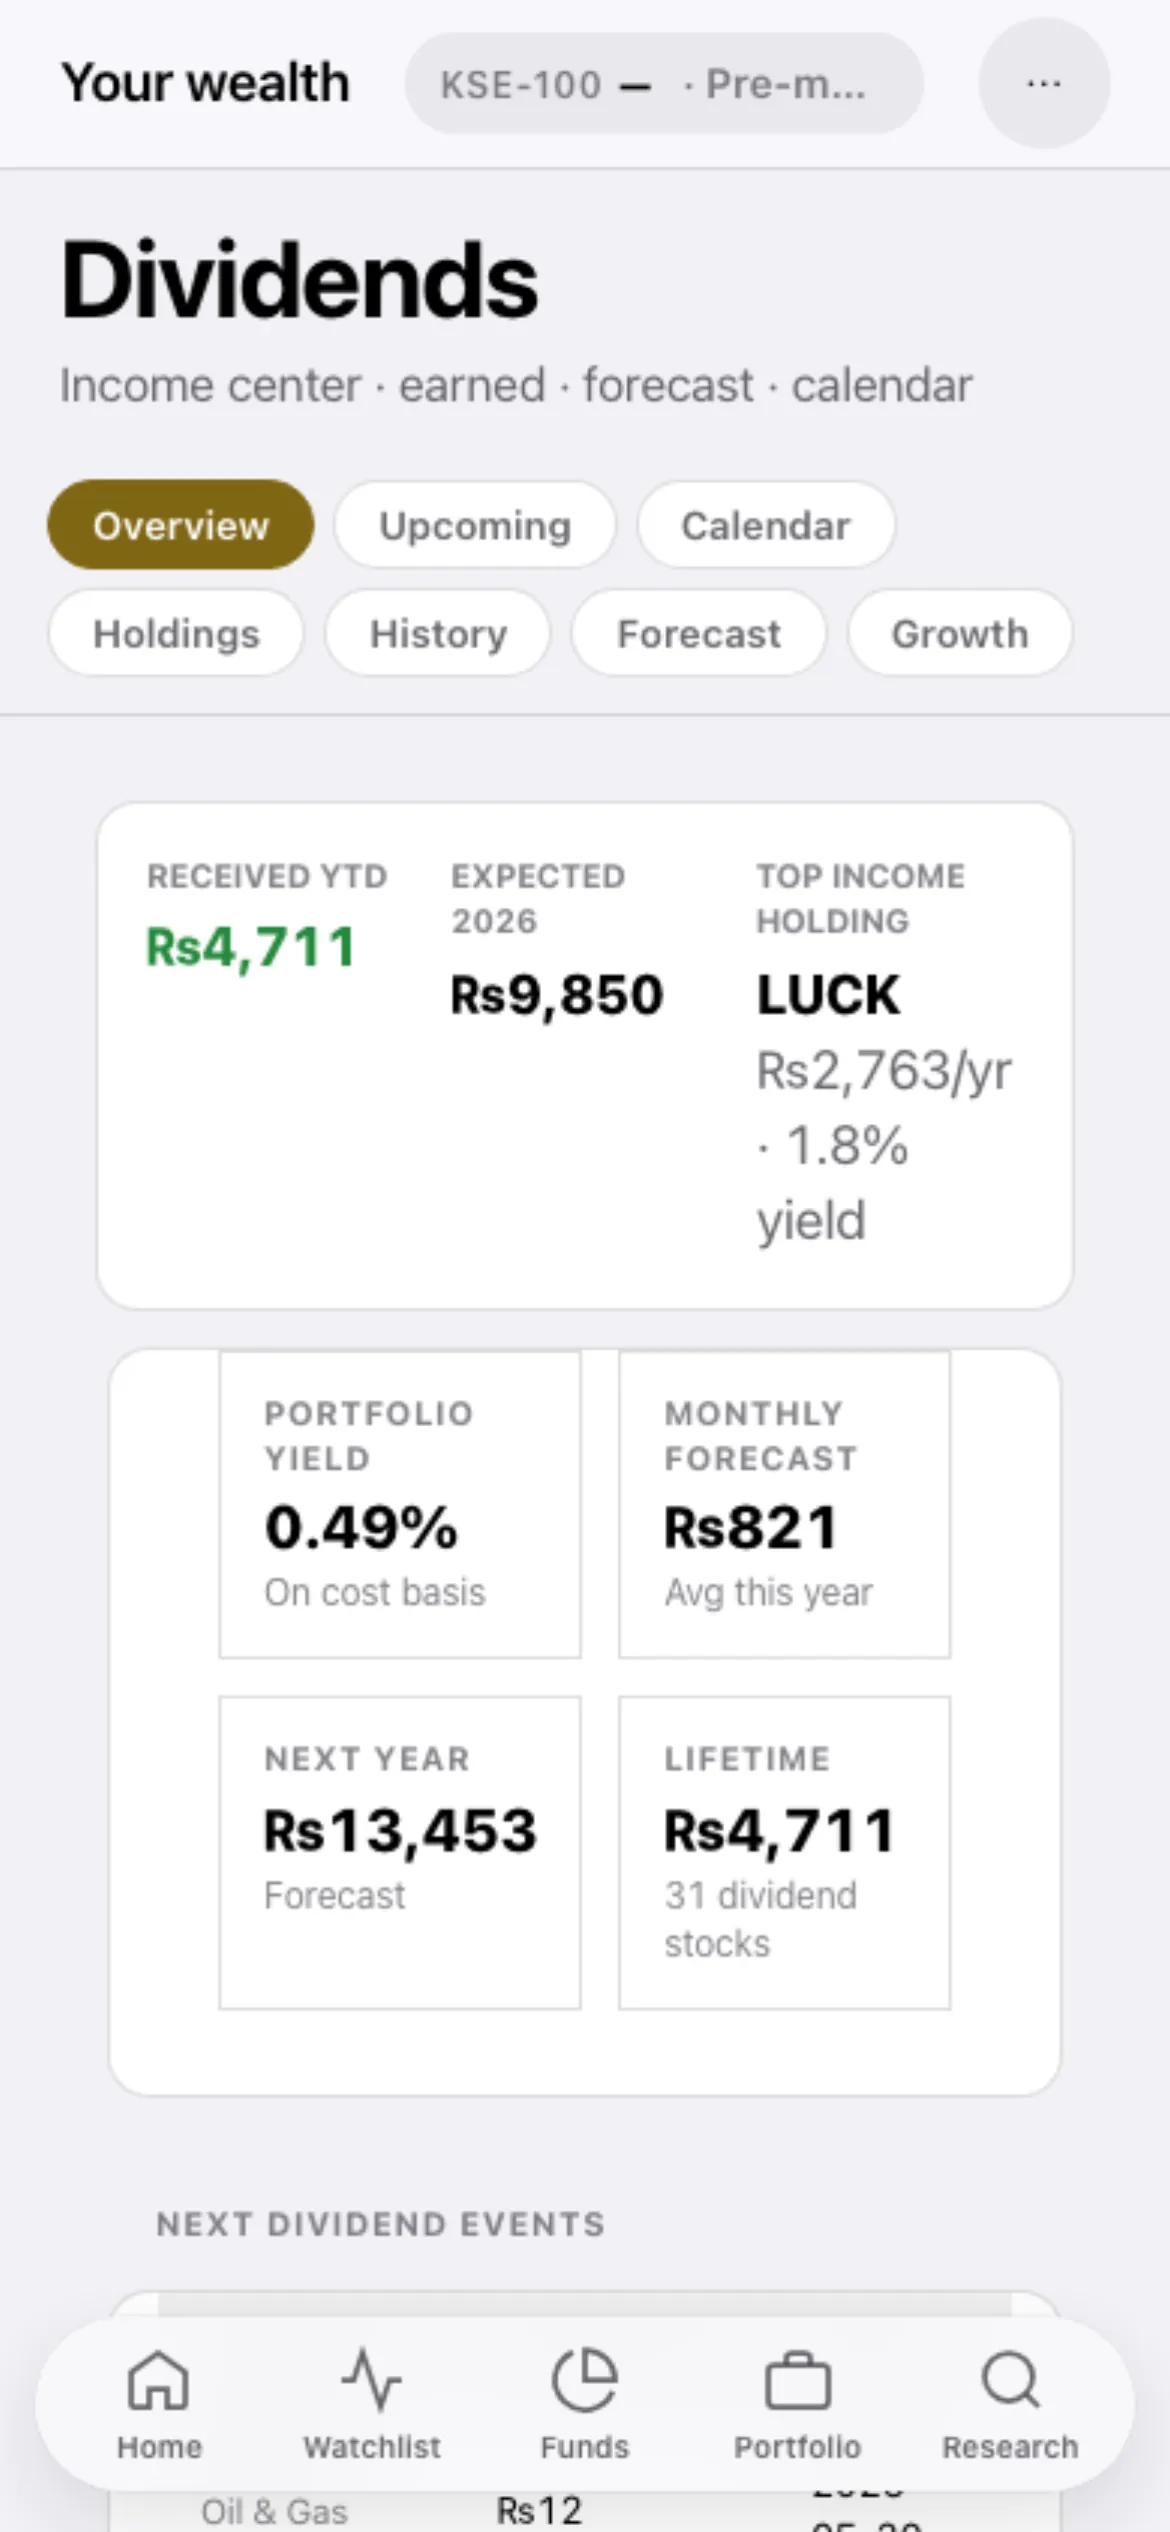 Your wealth
KSE-100 — · Pre-m...
...
Dividends
Income center · earned · forecast · calendar
Overview
Upcoming
Calendar
Holdings
History
Forecast
Growth
RECEIVED YTD
Rs4,711
EXPECTED
2026
Rs9,850
TOP INCOME
HOLDING
LUCK
Rs2,763/yr
· 1.8%
yield
PORTFOLIO
YIELD
0.49%
On cost basis
MONTHLY
FORECAST
Rs821
Avg this year
NEXT YEAR
Rs13,453
Forecast
LIFETIME
Rs4,711
31 dividend
stocks
NEXT DIVIDEND EVENTS
Home
Watchlist
Funds
Portfolio
Research
Oil & Gas
Rs12